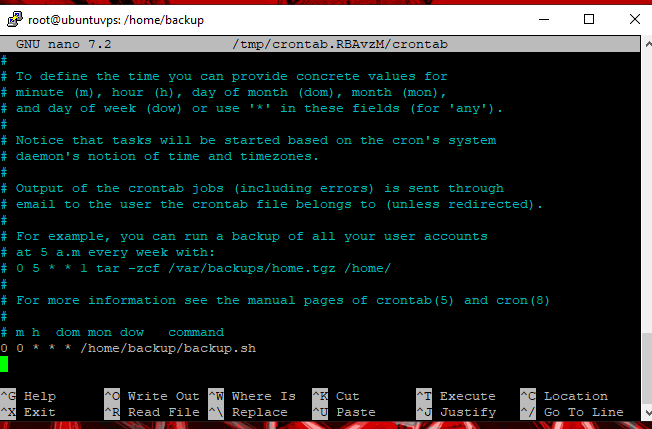 root@ubuntuvps: /home/backup
GNU nano 7.2 /tmp/crontab.RBAvzM/crontab
#
# To define the time you can provide concrete values for
# minute (m), hour (h), day of month (dom), month (mon),
# and day of week (dow) or use '*' in these fields (for 'any').
#
# Notice that tasks will be started based on the cron's system
# daemon's notion of time and timezones.
#
# Output of the crontab jobs (including errors) is sent through
# email to the user the crontab file belongs to (unless redirected).
#
# For example, you can run a backup of all your user accounts
# at 5 a.m every week with:
# 0 5 * * 1 tar -zcf /var/backups/home.tgz /home/
#
# For more information see the manual pages of crontab(5) and cron(8)
#
# m h  dom mon dow   command
0 0 * * * /home/backup/backup.sh
^G Help ^O Write Out ^W Where Is ^K Cut ^T Execute ^C Location
^X Exit ^R Read File ^\ Replace ^U Paste ^J Justify ^/ Go To Line